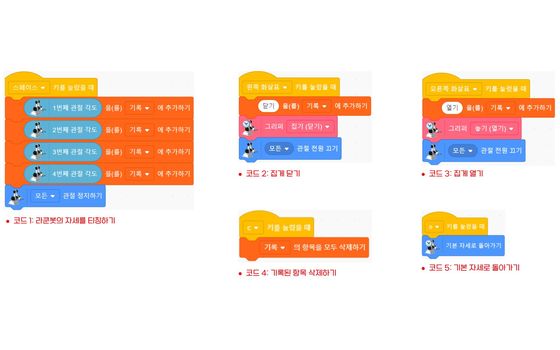 스페이스 키를 눌렀을 때
1번째 관절 각도 을(를) 기록 에 추가하기
2번째 관절 각도 을(를) 기록 에 추가하기
3번째 관절 각도 을(를) 기록 에 추가하기
4번째 관절 각도 을(를) 기록 에 추가하기
모든 관절 정지하기
코드 1: 라쿤봇의 자세를 티칭하기
왼쪽 화살표 키를 눌렀을 때
닫기 을(를) 기록 에 추가하기
그리퍼 집기 (닫기)
모든 관절 전원 끄기
코드 2: 집게 닫기
오른쪽 화살표 키를 눌렀을 때
열기 을(를) 기록 에 추가하기
그리퍼 놓기 (열기)
모든 관절 전원 끄기
코드 3: 집게 열기
c 키를 눌렀을 때
기록 의 항목을 모두 삭제하기
코드 4: 기록된 항목 삭제하기
키를 눌렀을 때
기본 자세로 돌아가기
코드 5: 기본 자세로 돌아가기